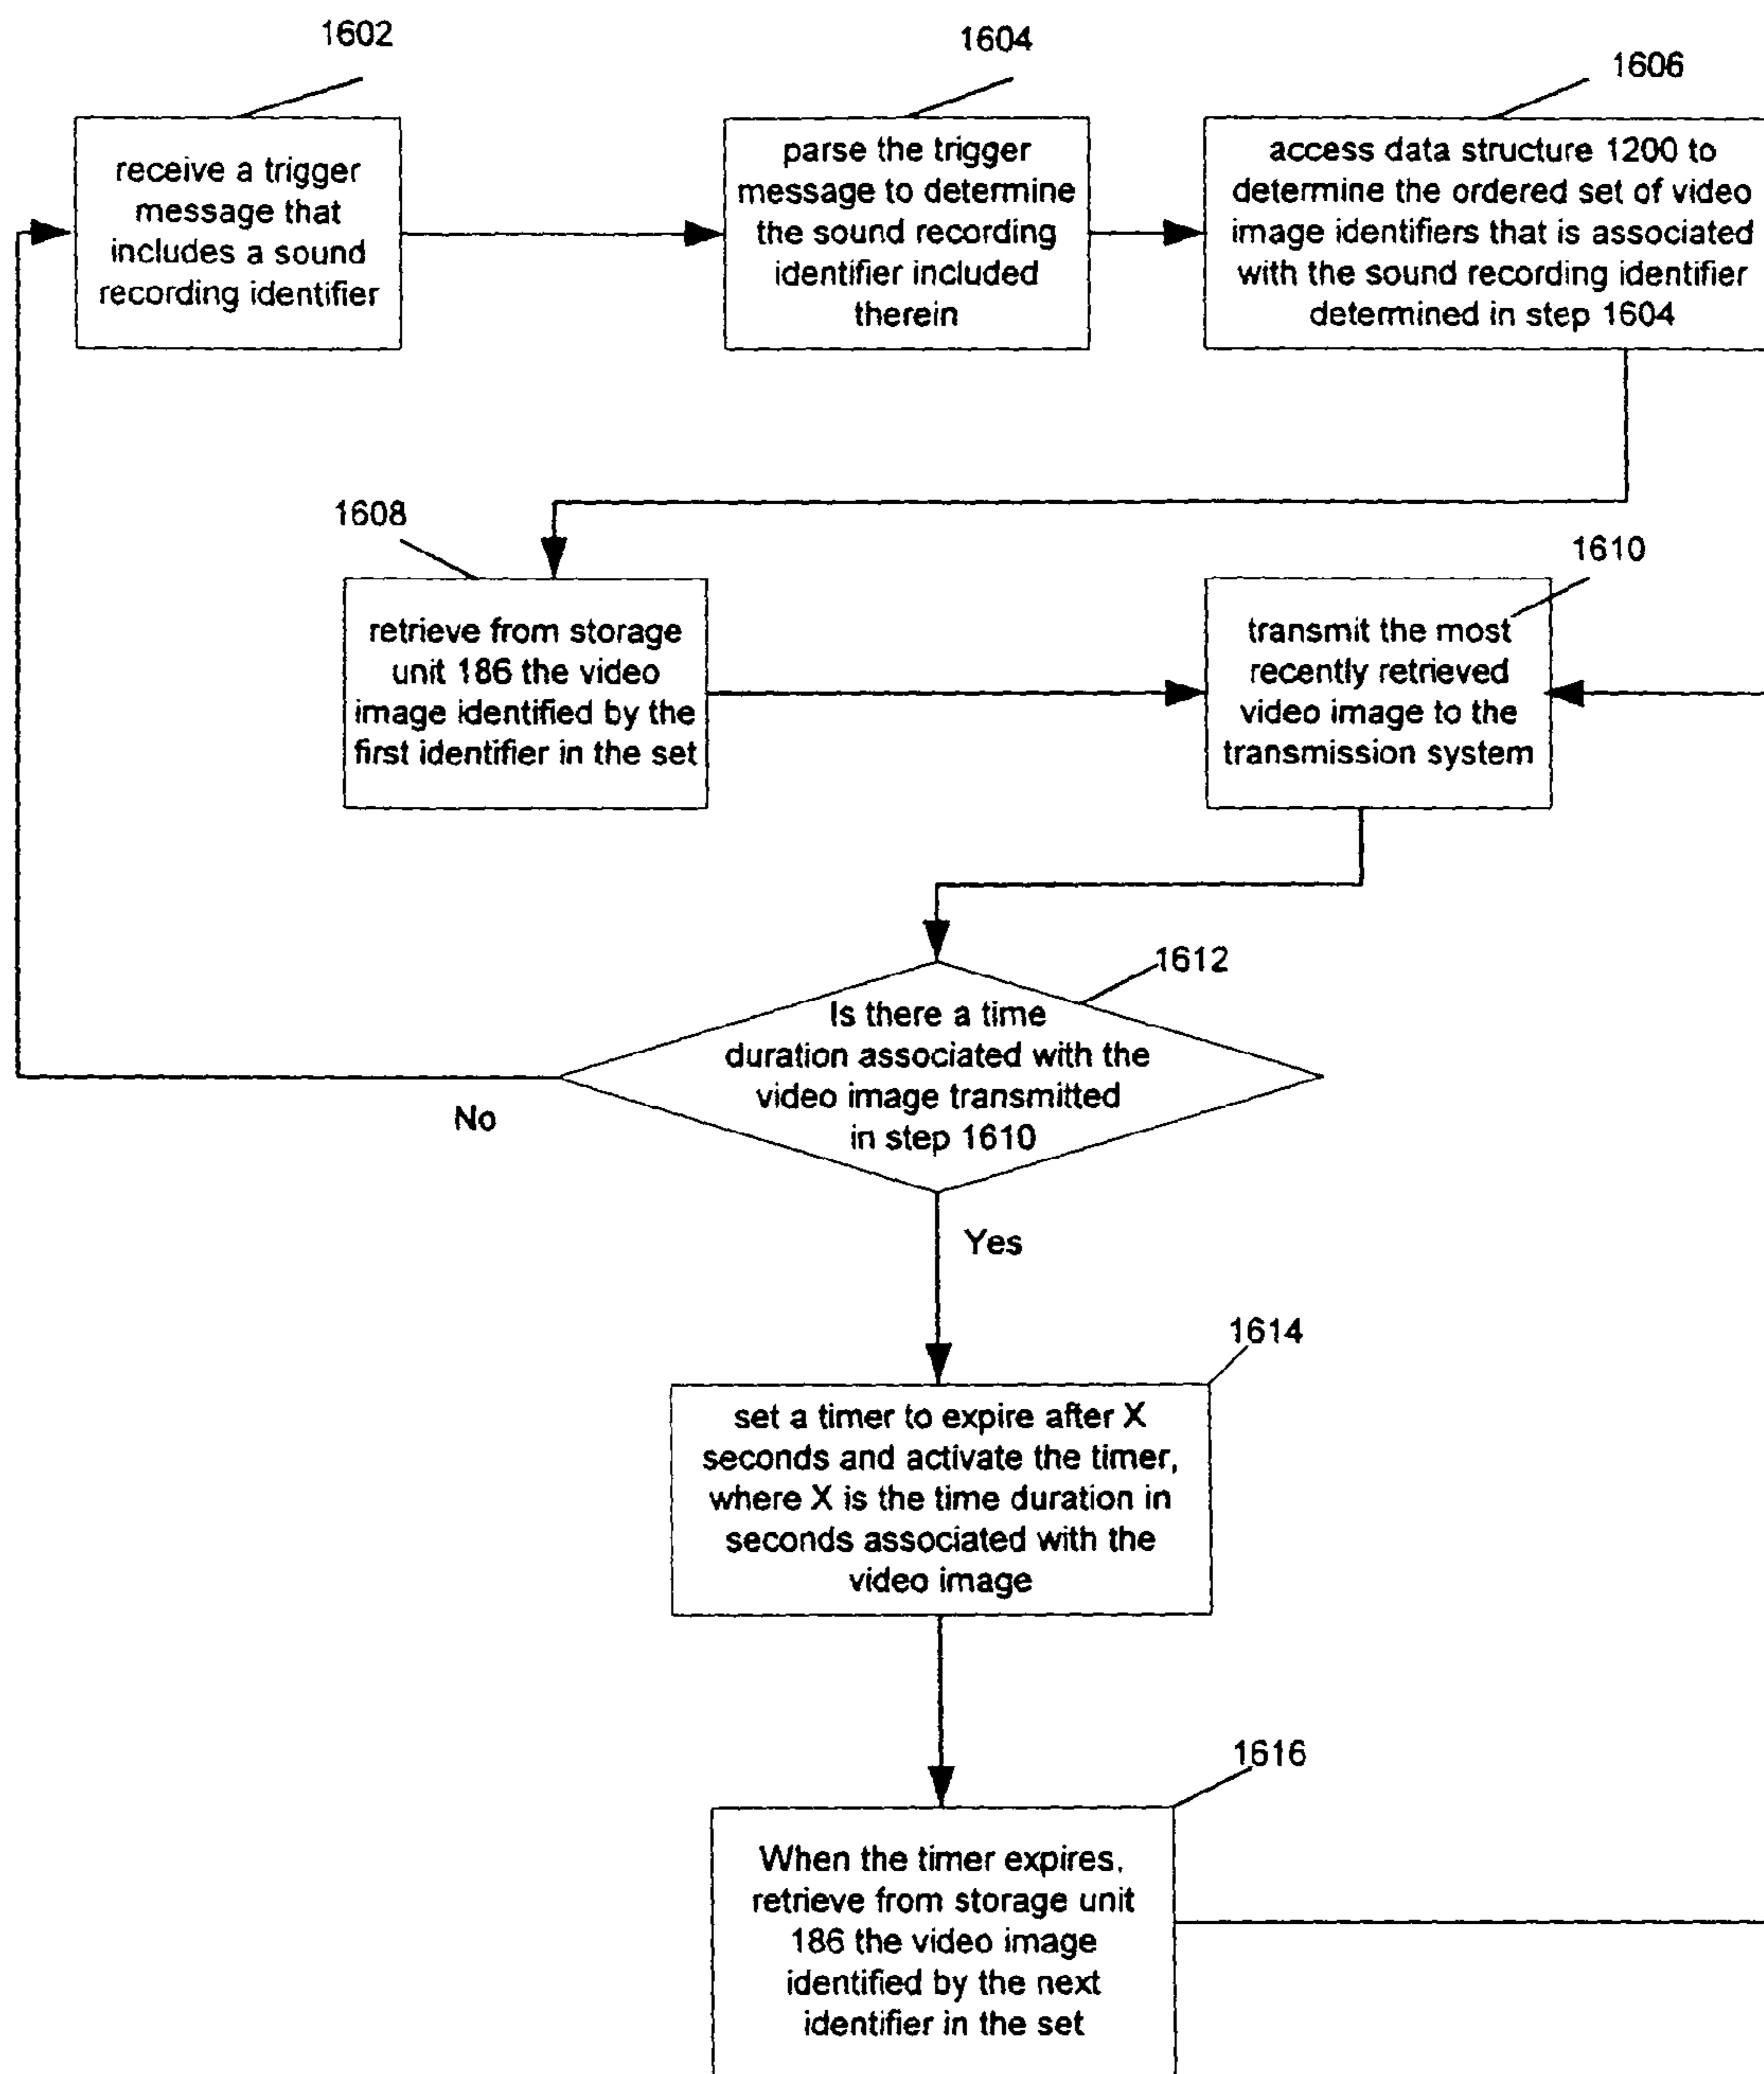 1602
receive a trigger
message that
includes a sound
recording identifier
1604
parse the trigger
message to determine
the sound recording
identifier included
therein
1606
access data structure 1200 to
determine the ordered set of video
image identifiers that is associated
with the sound recording identifier
determined in step 1604
1608
retrieve from storage
unit 186 the video
image identified by the
first identifier in the set
1610
transmit the most
recently retrieved
video image to the
transmission system
1612
Is there a time
duration associated with the
video image transmitted
in step 1610
No
Yes
1614
set a timer to expire after X
seconds and activate the timer,
where X is the time duration in
seconds associated with the
video image
1616
When the timer expires,
retrieve from storage unit
186 the video image
identified by the next
identifier in the set